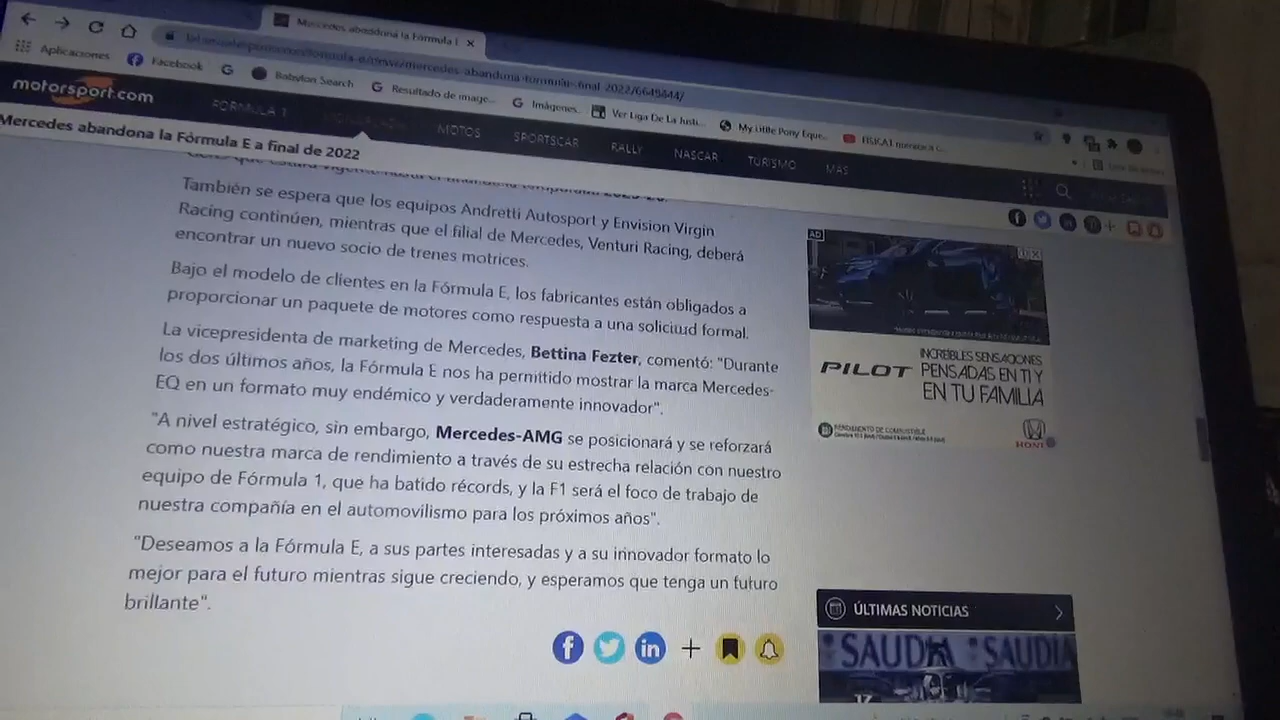 Mercedes abandona la Fórmula E
Aplicaciones Facebook Babylon Search Resultado de image... Imágenes. Ver Liga De La Justi... My Little Pony Eque...
motorsport.com FORMULA 1 MOTOS SPORTSCAR RALLY NASCAR TURISMO MÁS
Mercedes abandona la Fórmula E a final de 2022
También se espera que los equipos Andretti Autosport y Envision Virgin
Racing continúen, mientras que el filial de Mercedes, Venturi Racing, deberá
encontrar un nuevo socio de trenes motrices.
Bajo el modelo de clientes en la Fórmula E, los fabricantes están obligados a
proporcionar un paquete de motores como respuesta a una solicitud formal.
La vicepresidenta de marketing de Mercedes, Bettina Fezter, comentó: "Durante
los dos últimos años, la Fórmula E nos ha permitido mostrar la marca Mercedes-
EQ en un formato muy endémico y verdaderamente innovador".
"A nivel estratégico, sin embargo, Mercedes-AMG se posicionará y se reforzará
como nuestra marca de rendimiento a través de su estrecha relación con nuestro
equipo de Fórmula 1, que ha batido récords, y la F1 será el foco de trabajo de
nuestra compañía en el automovilismo para los próximos años".
"Deseamos a la Fórmula E, a sus partes interesadas y a su innovador formato lo
mejor para el futuro mientras sigue creciendo, y esperamos que tenga un futuro
brillante".
AD
PILOT
INCREÍBLES SENSACIONES
PENSADAS EN TI Y
EN TU FAMILIA
RENDIMIENTO DE COMBUSTIBLE
ÚLTIMAS NOTICIAS
SAUDIA SAUDIA